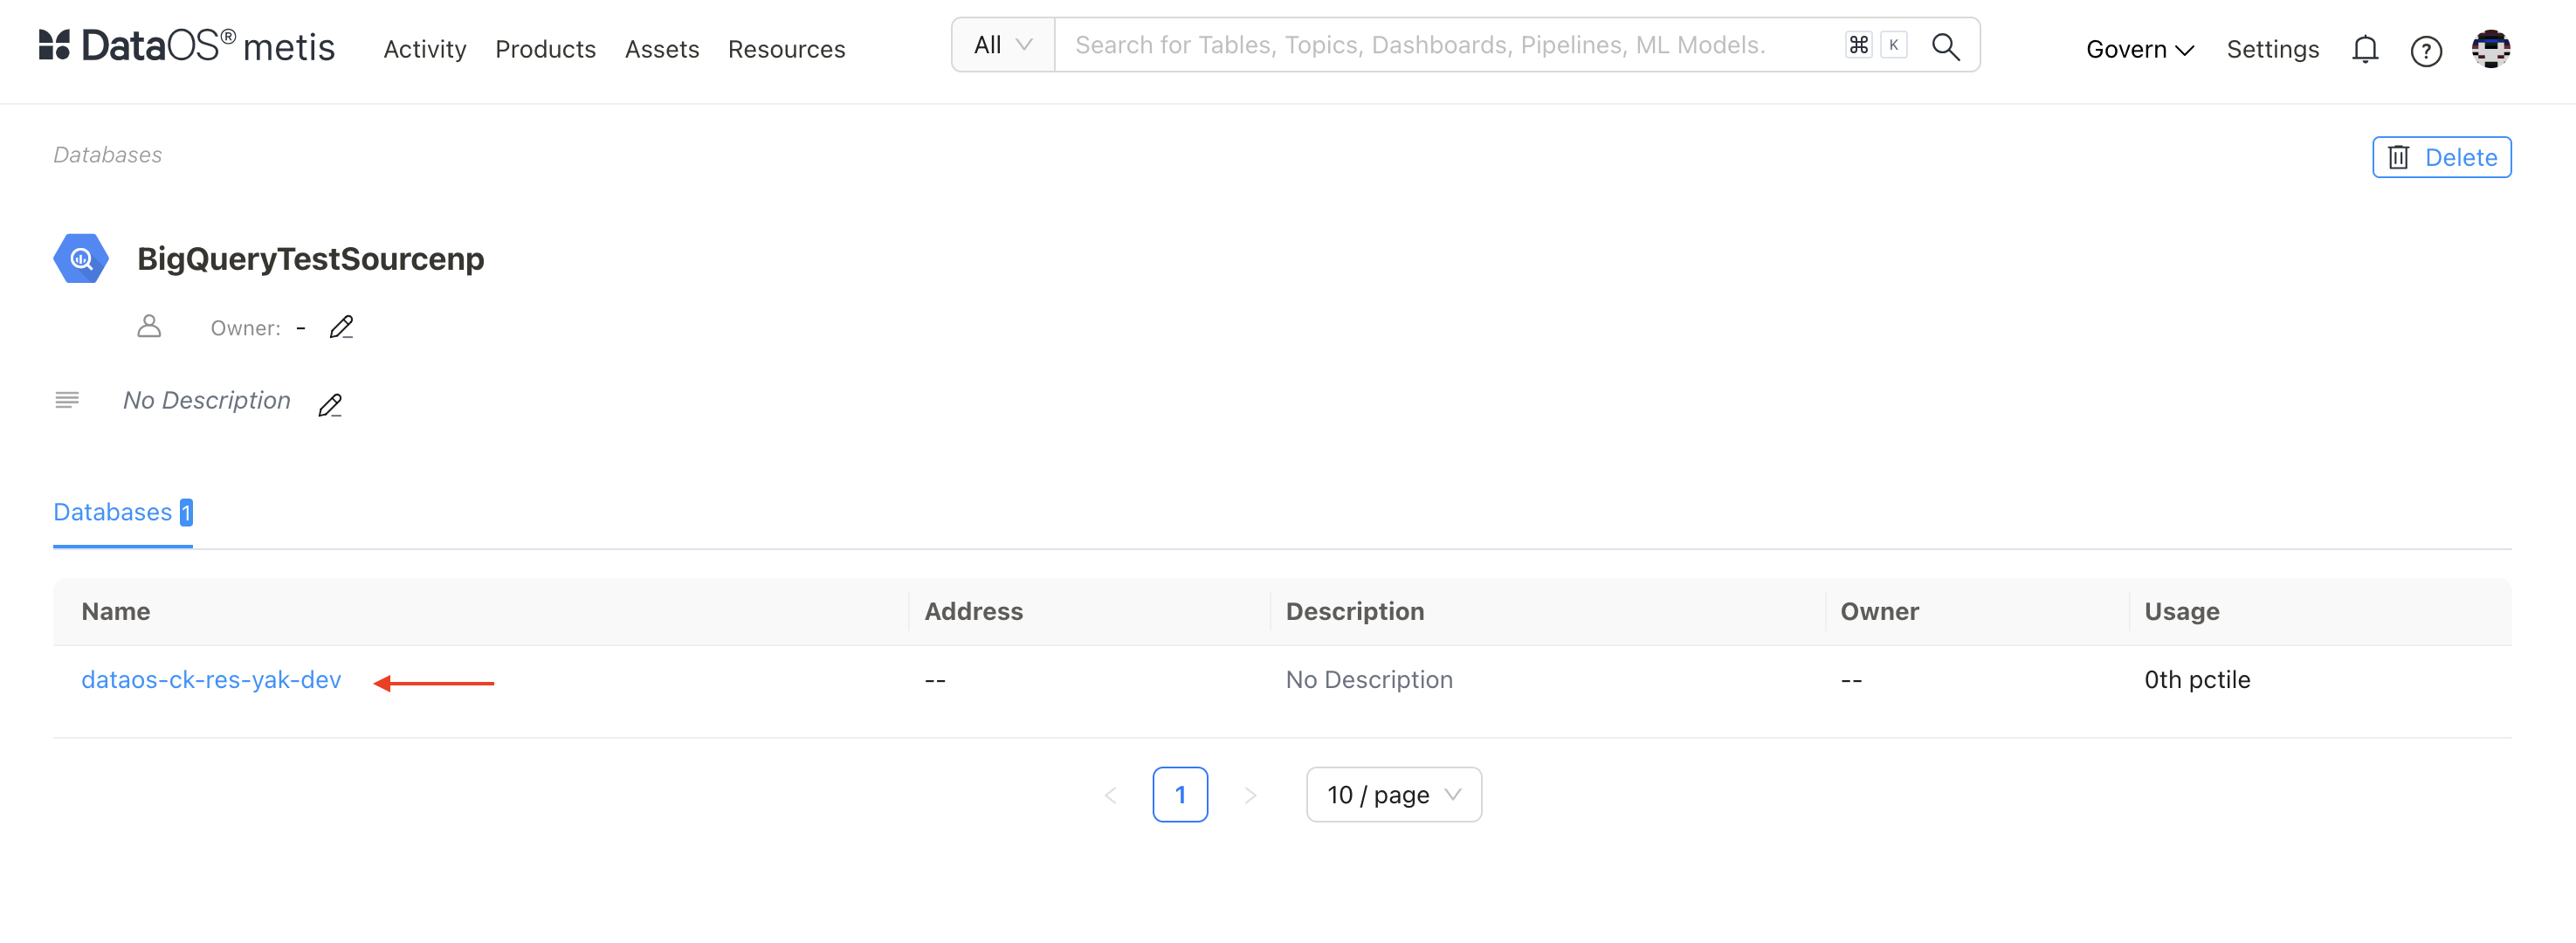 DataOS® metis Activity Products Assets Resources All Search for Tables, Topics, Dashboards, Pipelines, ML Models. ⌘ K Govern Settings ?
Databases Delete
BigQueryTestSourcenp
Owner: -
No Description
Databases 1
Name Address Description Owner Usage
dataos-ck-res-yak-dev -- No Description -- 0th pctile
< 1 > 10 / page